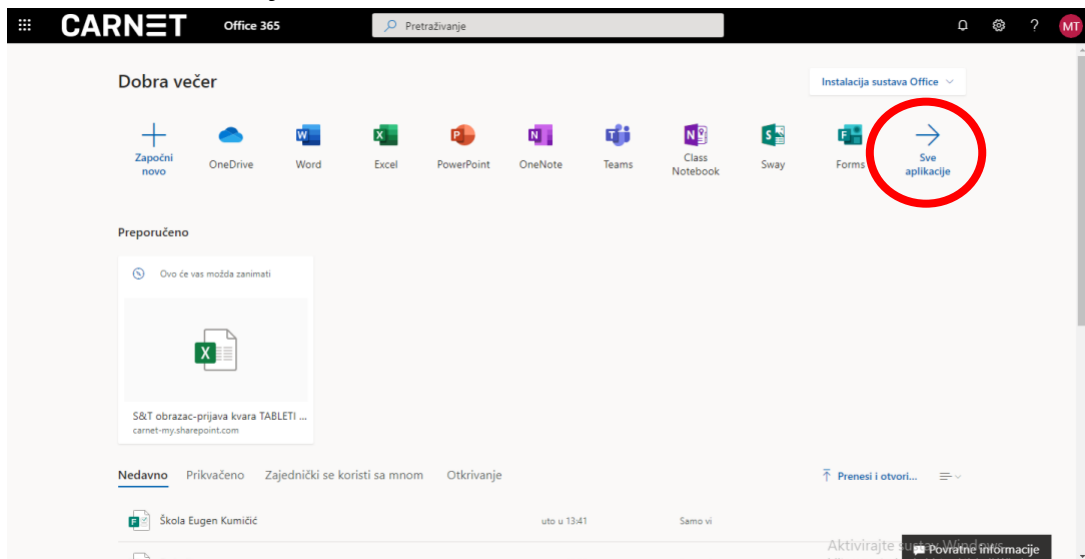 CARNET Office 365 Pretraživanje ? MT
Dobra večer
Instalacija sustava Office
Započni novo
OneDrive
Word
Excel
PowerPoint
OneNote
Teams
Class Notebook
Sway
Forms
Sve aplikacije
Preporučeno
Ovo će vas možda zanimati
S&T obrazac-prijava kvara TABLETI ...
carnet-my.sharepoint.com
Nedavno Prikvačeno Zajednički se koristi sa mnom Otkrivanje
Prenesi i otvori...
Škola Eugen Kumičić uto u 13:41 Samo vi
Aktivirajte sustav Windows
Povratne informacije